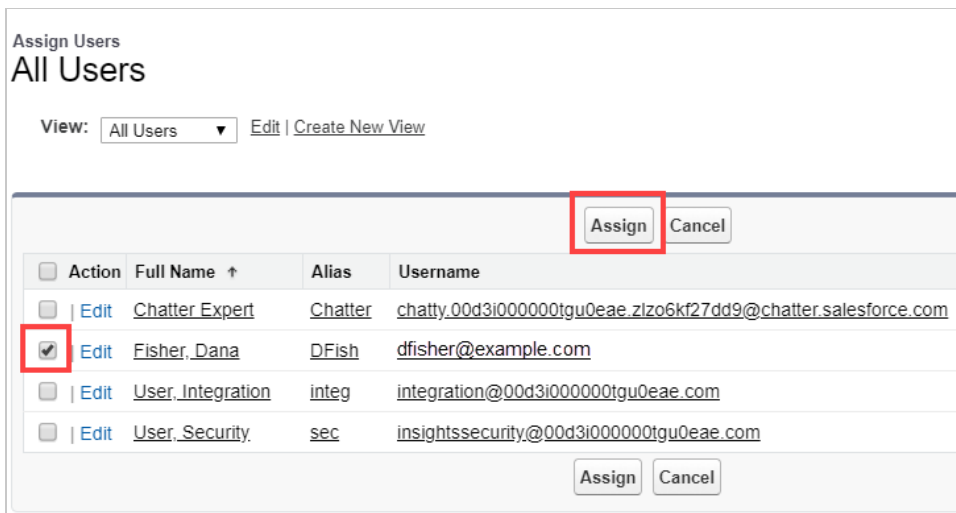 Assign Users
All Users
View: All Users ▼ Edit | Create New View
Assign Cancel
Action Full Name ↑ Alias Username
| Edit Chatter Expert Chatter chatty.00d3i000000tgu0eae.zlzo6kf27dd9@chatter.salesforce.com
| Edit Fisher, Dana DFish dfisher@example.com
| Edit User, Integration integ integration@00d3i000000tgu0eae.com
| Edit User, Security sec insightssecurity@00d3i000000tgu0eae.com
Assign Cancel